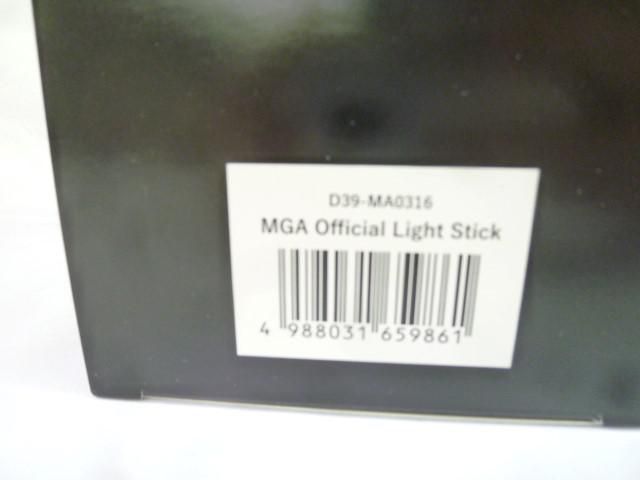 D39-MA0316
MGA Official Light Stick
4 988031 659861